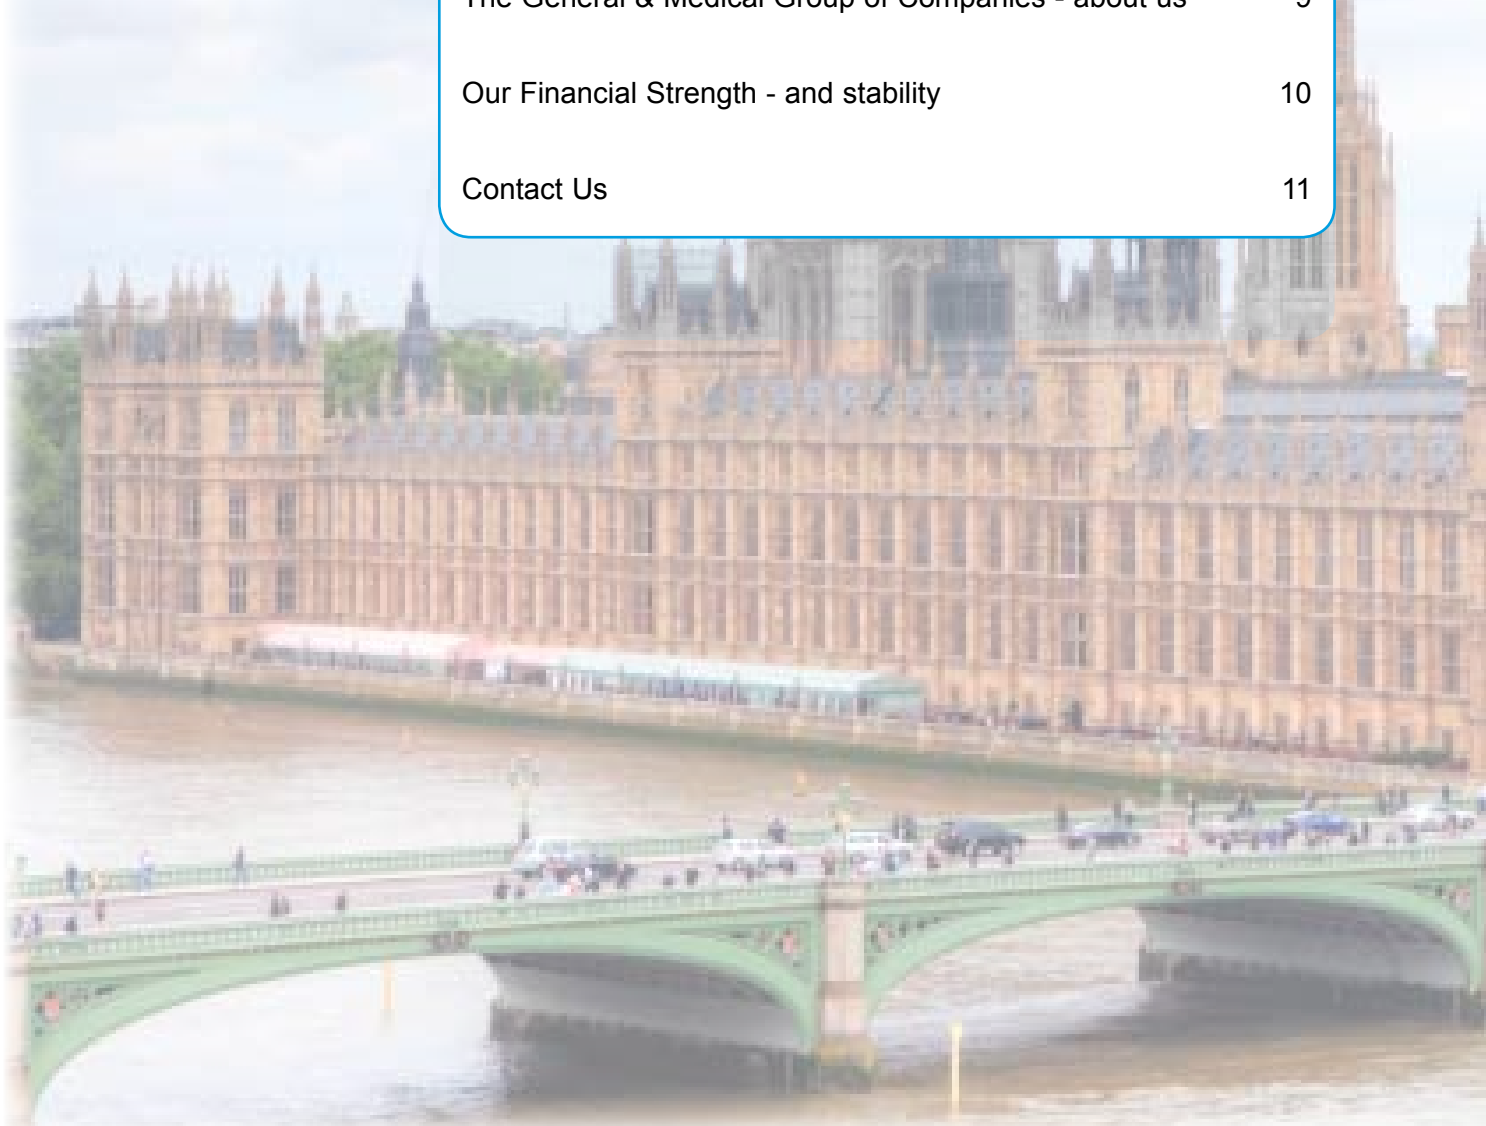 The General & Medical Group of Companies - about us 9
Our Financial Strength - and stability 10
Contact Us 11